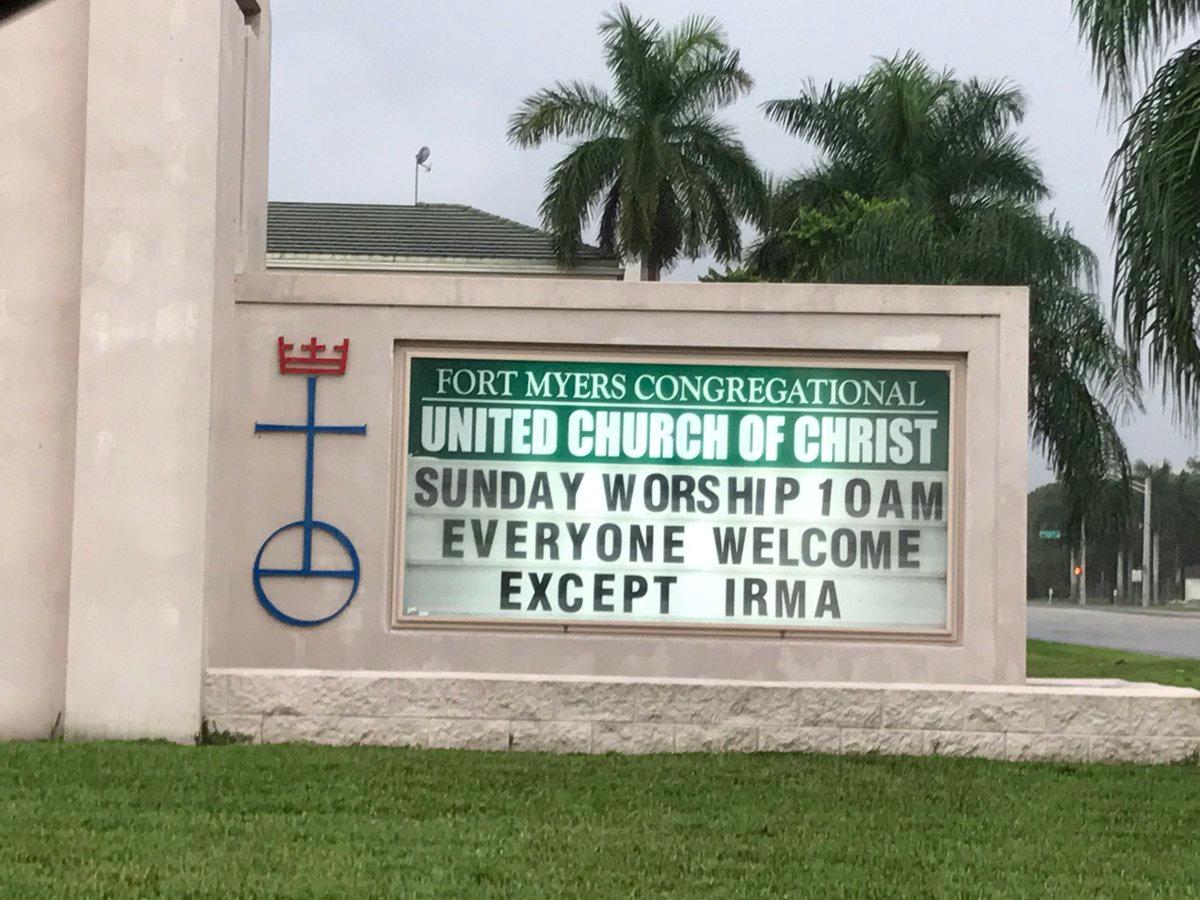 FORT MYERS CONGREGATIONAL
UNITED CHURCH OF CHRIST
SUNDAY WORSHIP 10AM
EVERYONE WELCOME
EXCEPT IRMA